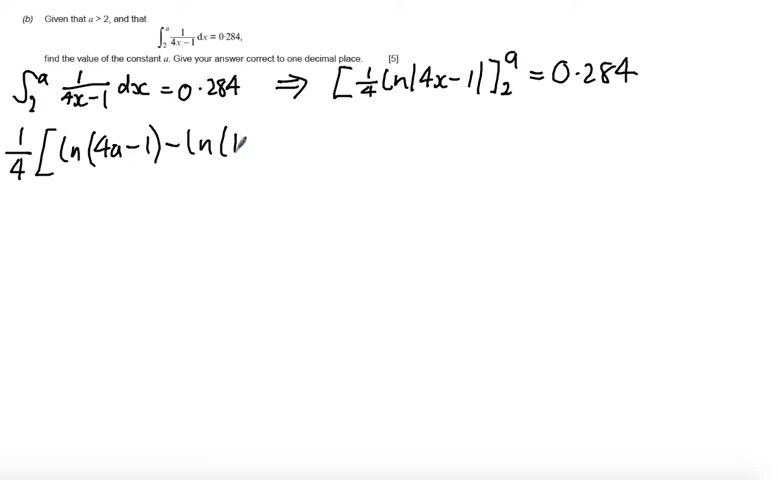 (b) Given that a > 2, and that
∫₂ᵃ 1/(4x − 1) dx = 0·284,
find the value of the constant a. Give your answer correct to one decimal place. [5]
∫₂ᵃ 1/(4x − 1) dx = 0·284 ⇒ [1/4 ln|4x − 1|]₂ᵃ = 0·284
1/4 [ln(4a − 1) − ln(1